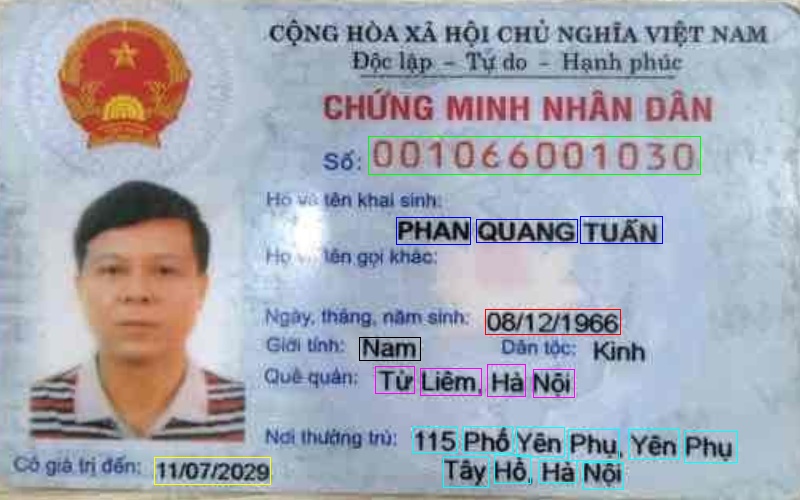 CỘNG HÒA XÃ HỘI CHỦ NGHĨA VIỆT NAM
Độc lập - Tự do - Hạnh phúc
CHỨNG MINH NHÂN DÂN
Số: 001066001030
Họ và tên khai sinh:
PHAN QUANG TUẤN
Họ và tên gọi khác:
Ngày, tháng, năm sinh: 08/12/1966
Giới tính: Nam Dân tộc: Kinh
Quê quán: Từ Liêm, Hà Nội
Nơi thường trú: 115 Phố Yên Phụ, Yên Phụ
Có giá trị đến: 11/07/2029 Tây Hồ, Hà Nội